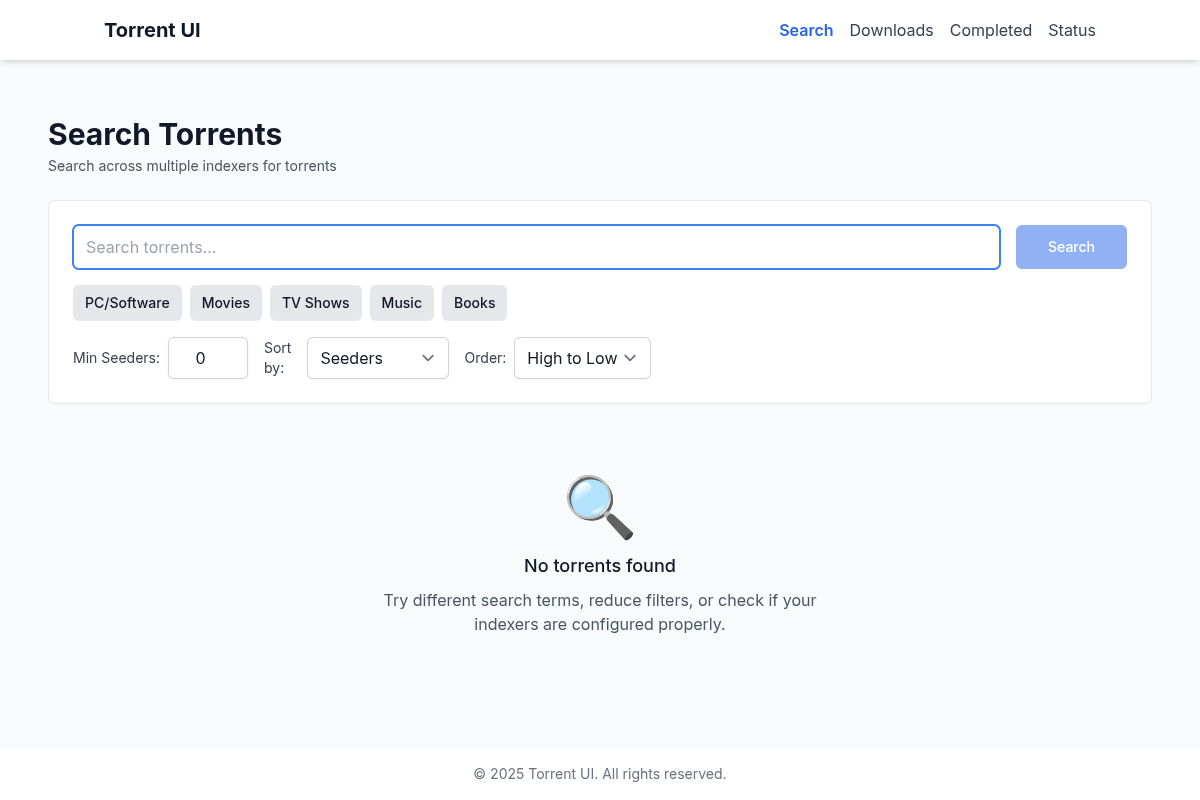 Torrent UI
Search Downloads Completed Status
Search Torrents
Search across multiple indexers for torrents
Search torrents...
Search
PC/Software Movies TV Shows Music Books
Min Seeders: 0 Sort by: Seeders Order: High to Low
No torrents found
Try different search terms, reduce filters, or check if your
indexers are configured properly.
© 2025 Torrent UI. All rights reserved.